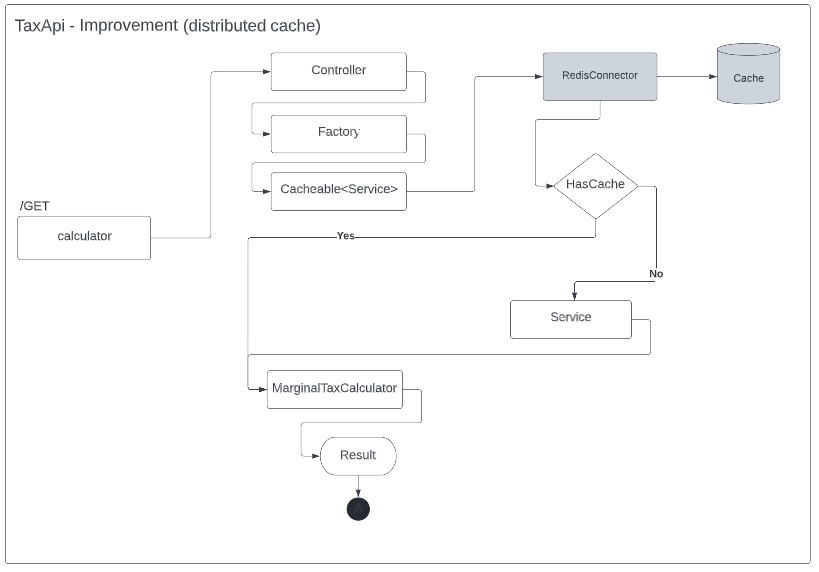 TaxApi - Improvement (distributed cache)
Controller
RedisConnector
Cache
Factory
Cacheable<Service>
HasCache
/GET
calculator
Yes
No
Service
MarginalTaxCalculator
Result
A